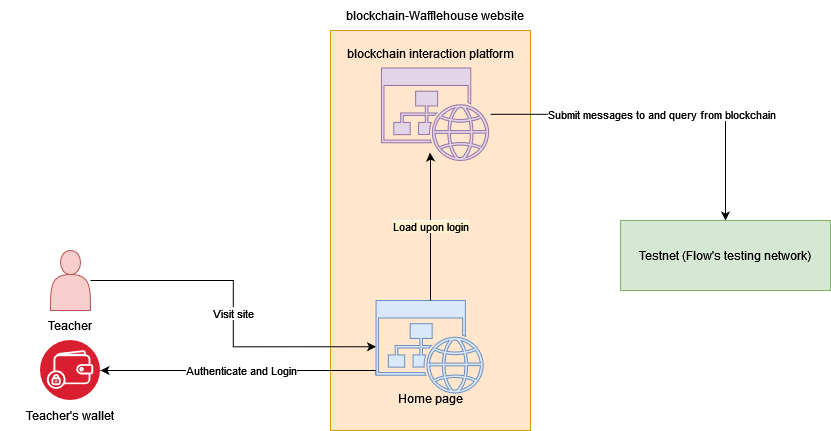 blockchain-Wafflehouse website
blockchain interaction platform
Submit messages to and query from blockchain
Load upon login
Testnet (Flow's testing network)
Visit site
Teacher
Authenticate and Login
Home page
Teacher's wallet